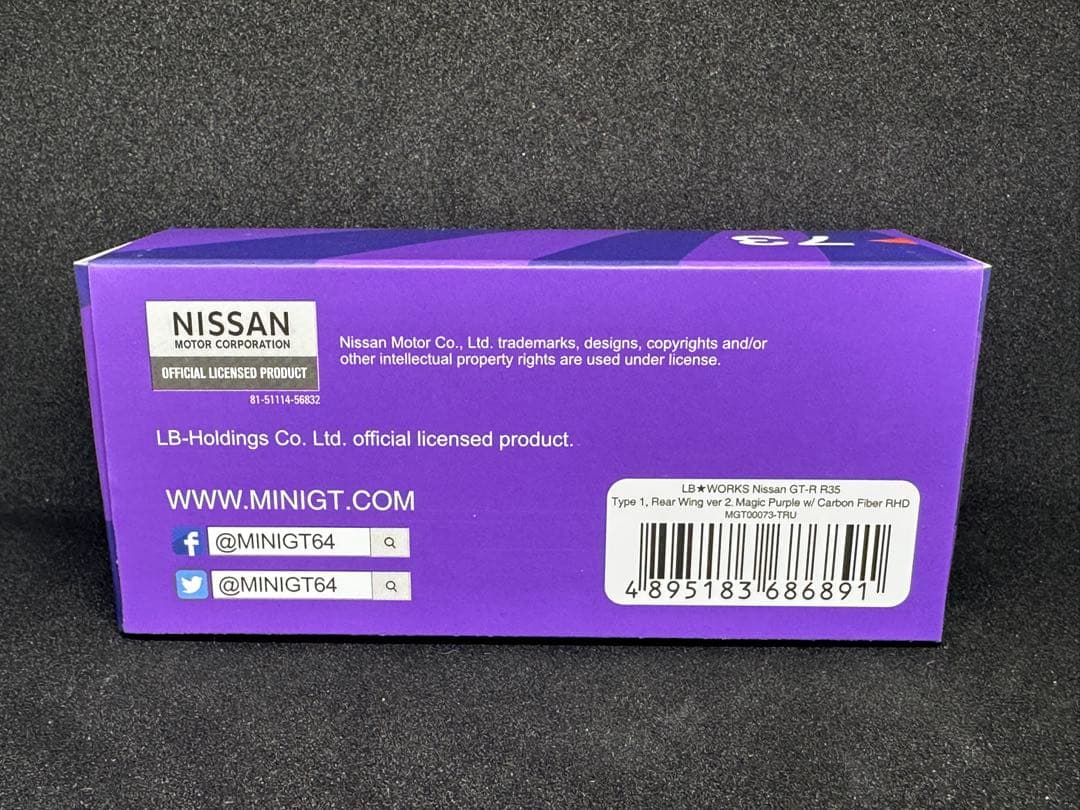 73
NISSAN
MOTOR CORPORATION
OFFICIAL LICENSED PRODUCT
81-51114-56832
Nissan Motor Co., Ltd. trademarks, designs, copyrights and/or
other intellectual property rights are used under license.
LB-Holdings Co. Ltd. official licensed product.
WWW.MINIGT.COM
f @MINIGT64
@MINIGT64
LB★WORKS Nissan GT-R R35
Type 1, Rear Wing ver 2, Magic Purple w/ Carbon Fiber RHD
MGT00073-TRU
4 895183 686891